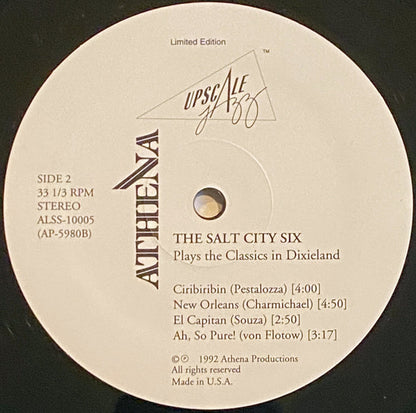 Limited Edition
UPSCALE
Jazz
™
ATHENA
SIDE 2
33 1/3 RPM
STEREO
ALSS-10005
(AP-5980B)
THE SALT CITY SIX
Plays the Classics in Dixieland
Ciribiribin (Pestalozza) [4:00]
New Orleans (Charmichael) [4:50]
El Capitan (Souza) [2:50]
Ah, So Pure! (von Flotow) [3:17]
©℗ 1992 Athena Productions
All rights reserved
Made in U.S.A.